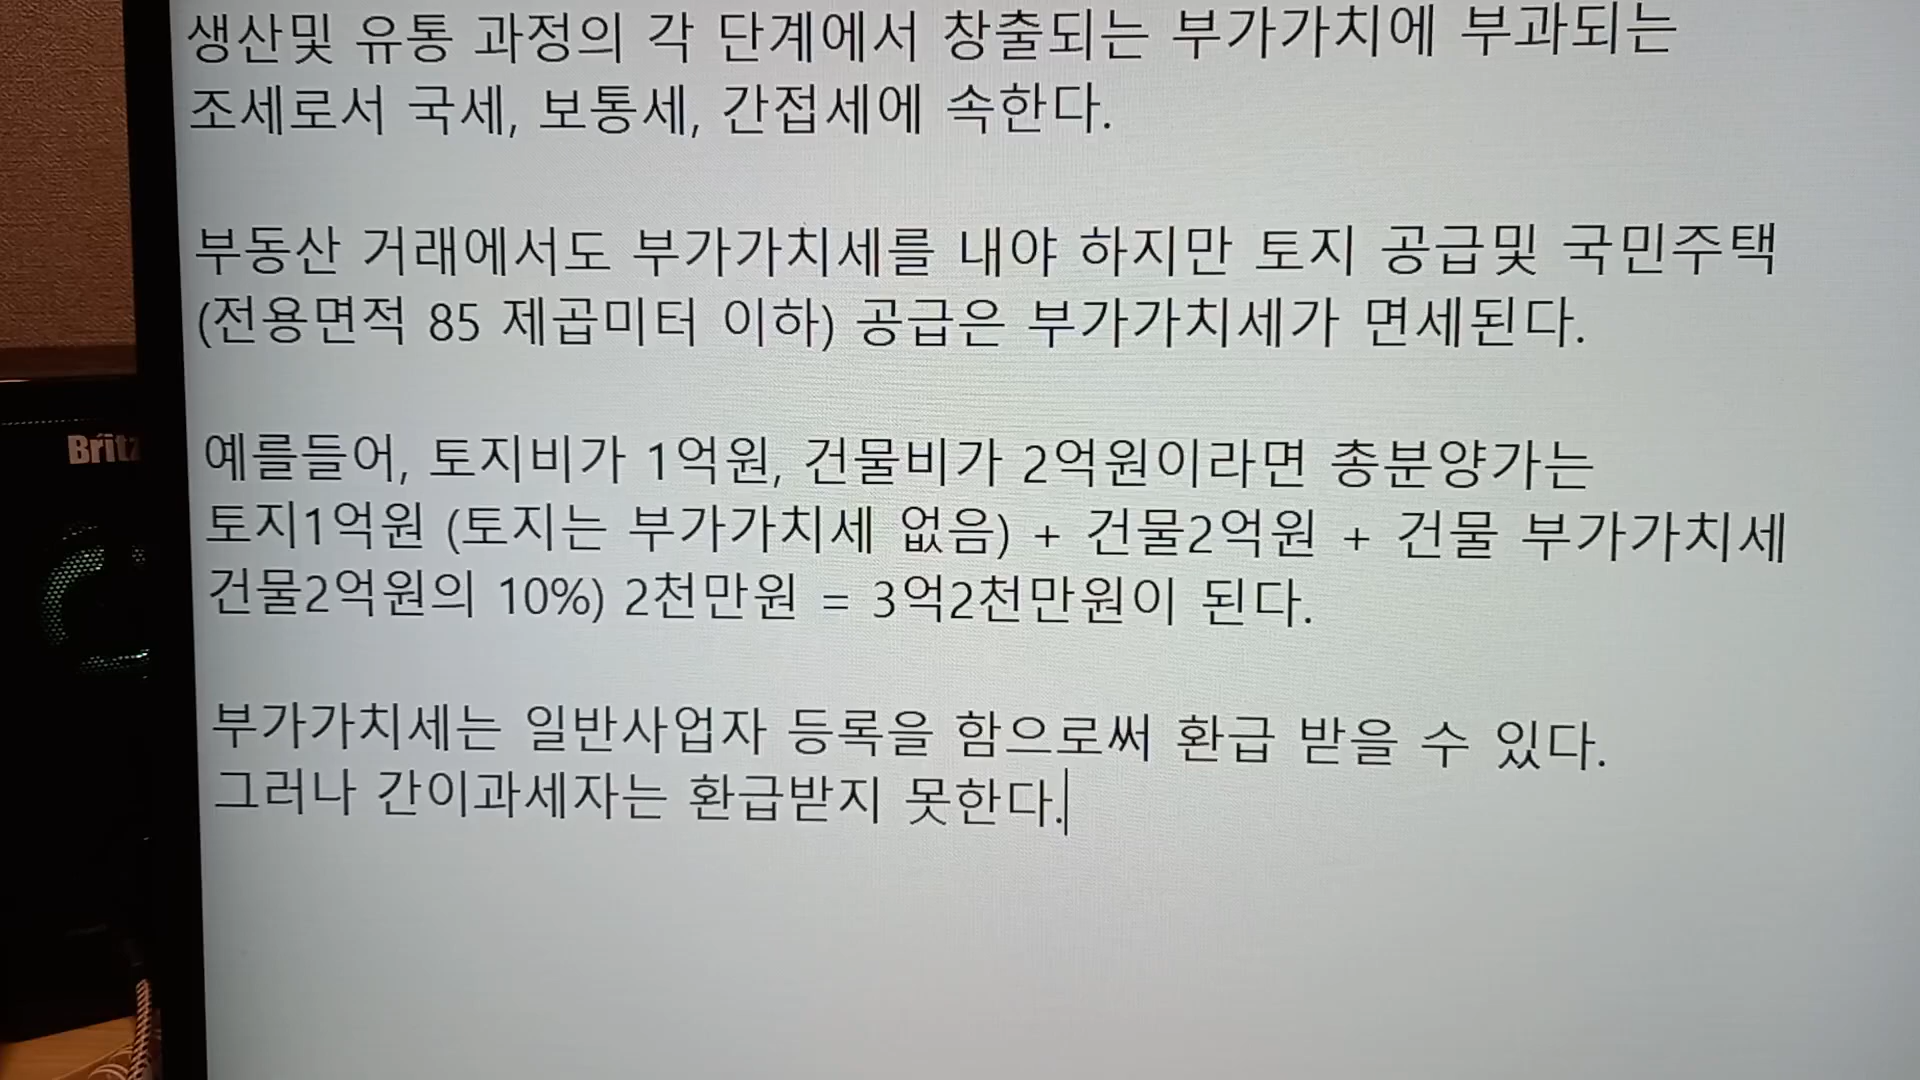 생산및 유통 과정의 각 단계에서 창출되는 부가가치에 부과되는
조세로서 국세, 보통세, 간접세에 속한다.
부동산 거래에서도 부가가치세를 내야 하지만 토지 공급및 국민주택
(전용면적 85 제곱미터 이하) 공급은 부가가치세가 면세된다.
예를들어, 토지비가 1억원, 건물비가 2억원이라면 총분양가는
토지1억원 (토지는 부가가치세 없음) + 건물2억원 + 건물 부가가치세
건물2억원의 10%) 2천만원 = 3억2천만원이 된다.
부가가치세는 일반사업자 등록을 함으로써 환급 받을 수 있다.
그러나 간이과세자는 환급받지 못한다.
Britz